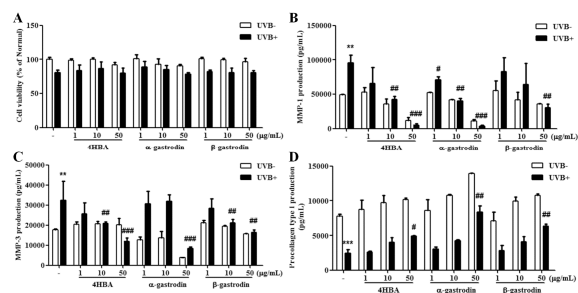 A
UVB-
UVB+
Cell viability (% of Normal)
150
100
50
0
- 1 10 50 1 10 50 1 10 50 (μg/mL)
4HBA α-gastrodin β-gastrodin
B
UVB-
UVB+
MMP-1 production (pg/mL)
150000
100000
50000
0
** ## ### # ## ### ##
- 1 10 50 1 10 50 1 10 50 (μg/mL)
4HBA α-gastrodin β-gastrodin
C
UVB-
UVB+
MMP-3 production (pg/mL)
50000
40000
30000
20000
10000
0
** ## ### ### ## ##
- 1 10 50 1 10 50 1 10 50 (μg/mL)
4HBA α-gastrodin β-gastrodin
D
UVB-
UVB+
Procollagen type I production (pg/mL)
15000
10000
5000
0
*** # ## ##
- 1 10 50 1 10 50 1 10 50 (μg/mL)
4HBA α-gastrodin β-gastrodin